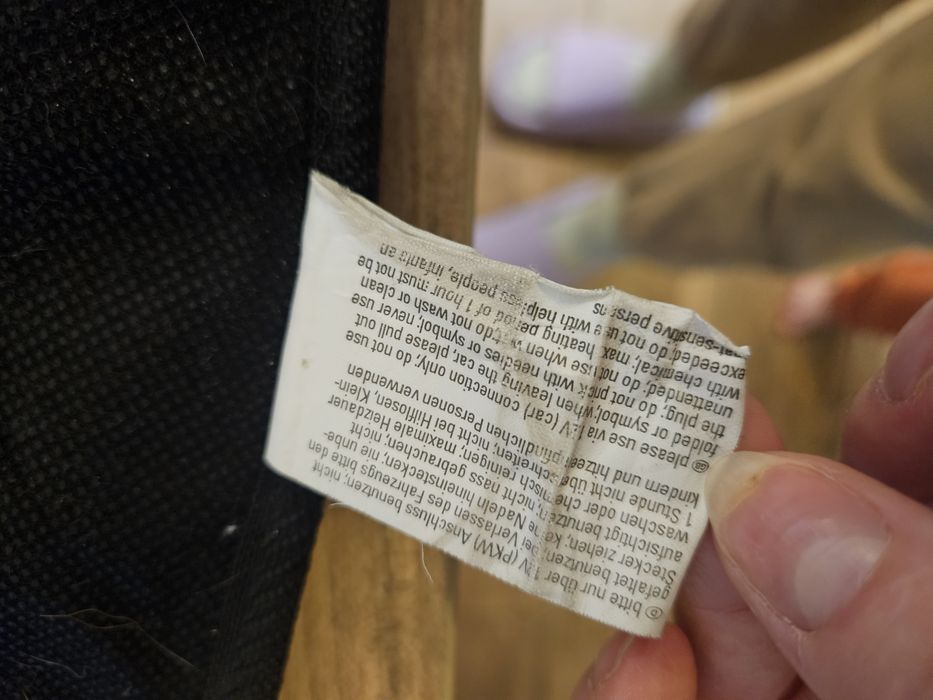 D bitte nur über 12V (PKW) Anschluss benutzen; nicht
gefaltet benutzen; bei Verlassen des Fahrzeugs bitte den
Stecker ziehen; keine Nadeln hineinstecken; nie unbe-
aufsichtigt benutzen; nicht nass gebrauchen; nicht
waschen oder chemisch reinigen; maximale Heizdauer
1 Stunde nicht überschreiten; nicht bei Hilflosen, Klein-
kindern und hitzeempfindlichen Personen verwenden
GB please use via 12V (car) Connection only, do not use
folded or symbol; when leaving the car, please pull out
the plug; do not prick with needles or symbol; never use
unattended; do not use when wet; do not wash or clean
with chemical; max. heating period of 1 hour must not be
exceeded; do not use with helpless people, infants an
heat-sensitive persons